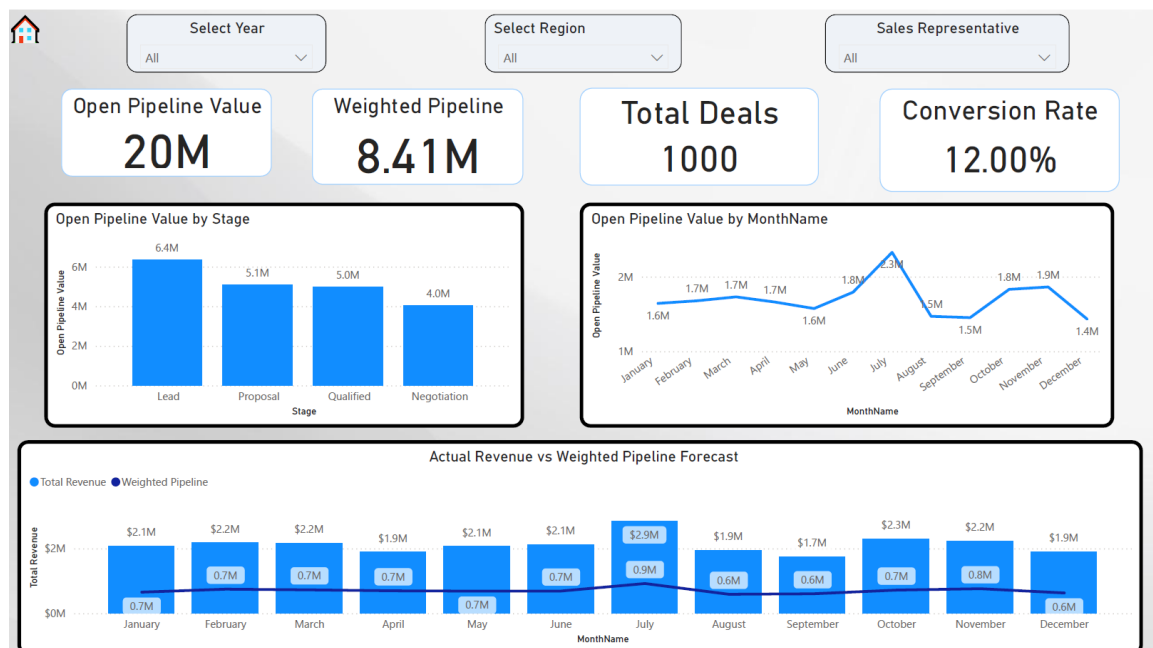 Select Year
All
Select Region
All
Sales Representative
All
Open Pipeline Value
20M
Weighted Pipeline
8.41M
Total Deals
1000
Conversion Rate
12.00%
Open Pipeline Value by Stage
Open Pipeline Value
6M
4M
2M
0M
6.4M
5.1M
5.0M
4.0M
Lead
Proposal
Qualified
Negotiation
Stage
Open Pipeline Value by MonthName
Open Pipeline Value
2M
1M
1.6M
1.7M
1.7M
1.7M
1.6M
1.8M
2.3M
1.5M
1.5M
1.8M
1.9M
1.4M
January
February
March
April
May
June
July
August
September
October
November
December
MonthName
Actual Revenue vs Weighted Pipeline Forecast
Total Revenue
Weighted Pipeline
Total Revenue
$2M
$0M
$2.1M
$2.2M
$2.2M
$1.9M
$2.1M
$2.1M
$2.9M
$1.9M
$1.7M
$2.3M
$2.2M
$1.9M
0.7M
0.7M
0.7M
0.7M
0.7M
0.7M
0.9M
0.6M
0.6M
0.7M
0.8M
0.6M
January
February
March
April
May
June
July
August
September
October
November
December
MonthName